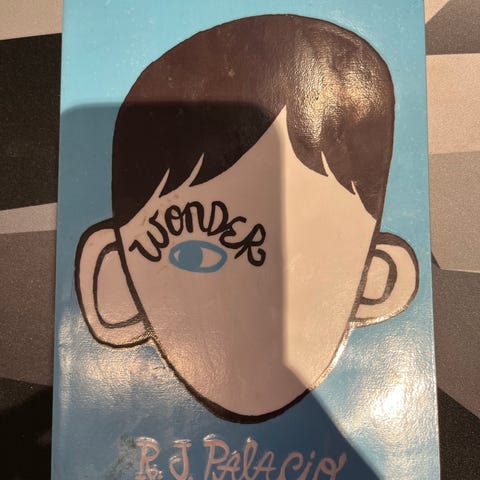 WONDER
R. J. PALACIO